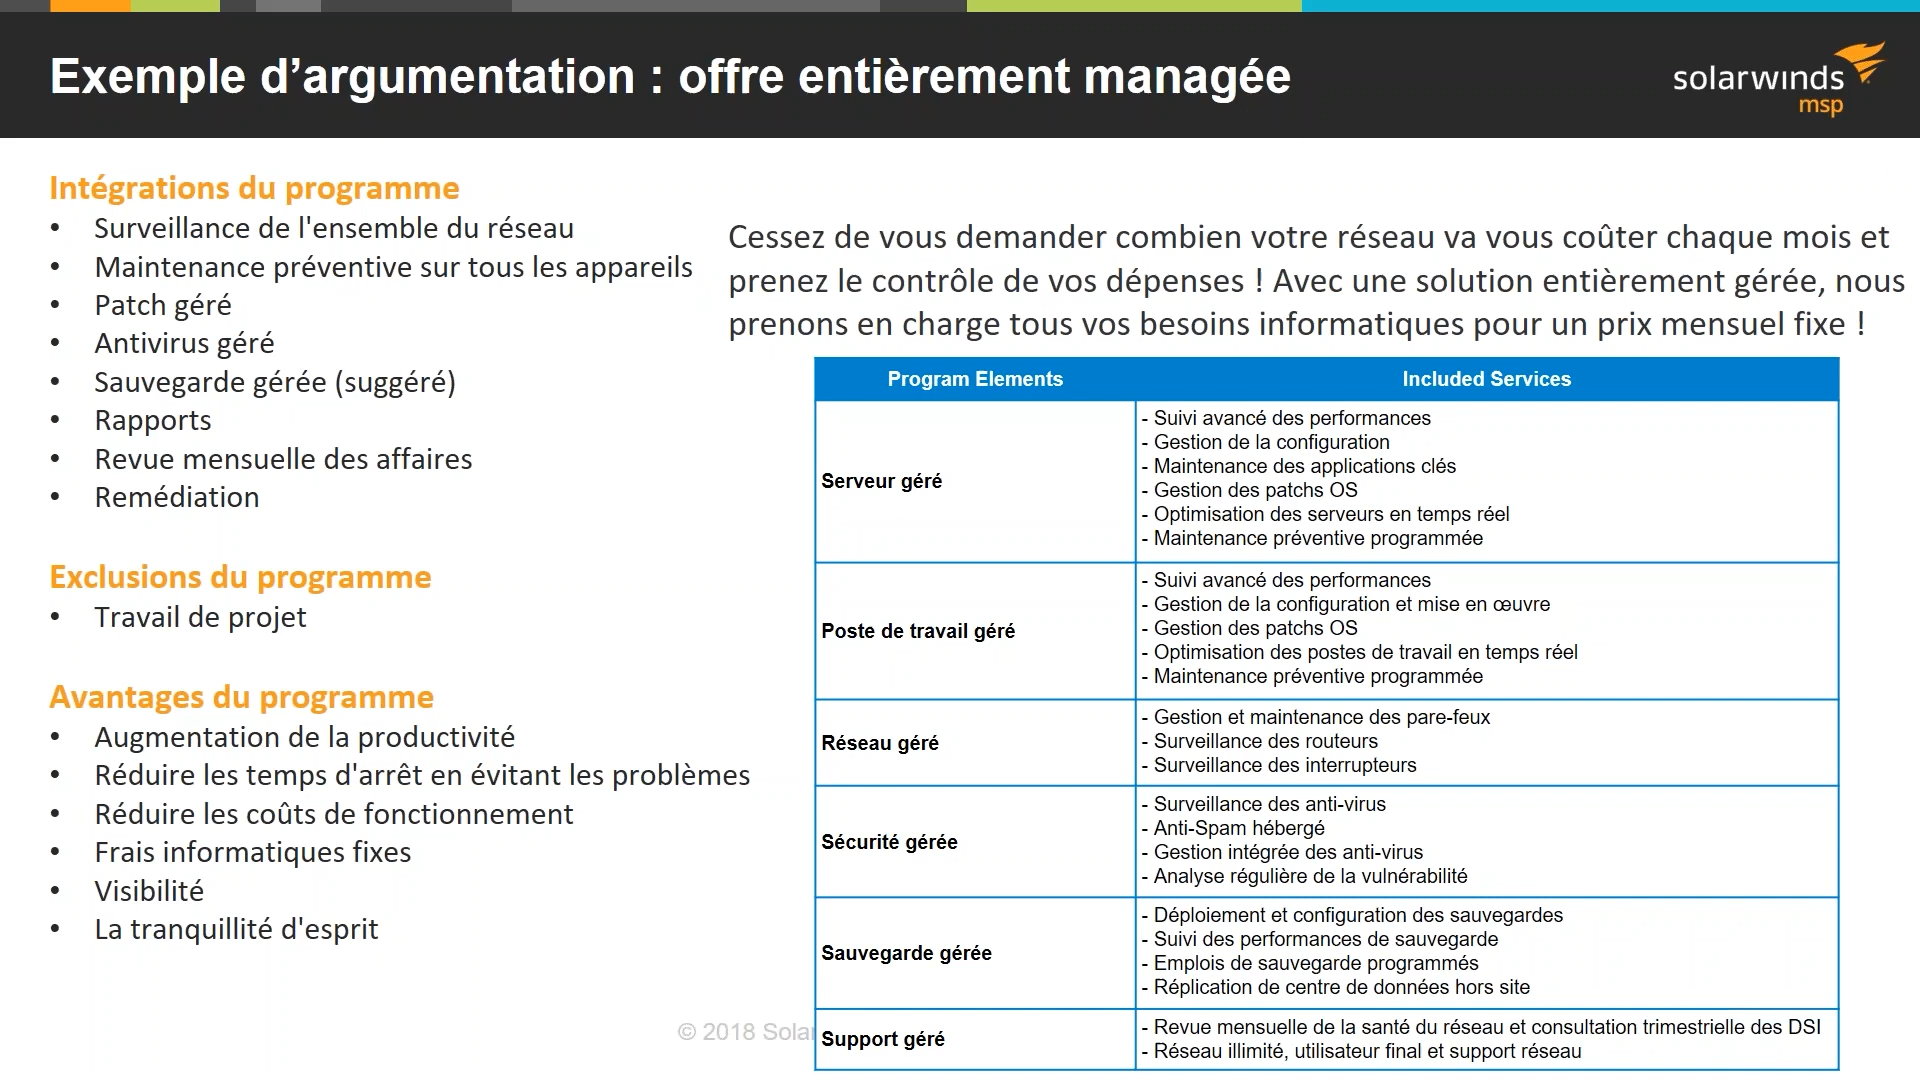 Exemple d’argumentation : offre entièrement managée
solarwinds
msp
Intégrations du programme
• Surveillance de l'ensemble du réseau
• Maintenance préventive sur tous les appareils
• Patch géré
• Antivirus géré
• Sauvegarde gérée (suggéré)
• Rapports
• Revue mensuelle des affaires
• Remédiation
Exclusions du programme
• Travail de projet
Avantages du programme
• Augmentation de la productivité
• Réduire les temps d'arrêt en évitant les problèmes
• Réduire les coûts de fonctionnement
• Frais informatiques fixes
• Visibilité
• La tranquillité d'esprit
Cessez de vous demander combien votre réseau va vous coûter chaque mois et
prenez le contrôle de vos dépenses ! Avec une solution entièrement gérée, nous
prenons en charge tous vos besoins informatiques pour un prix mensuel fixe !
Program Elements
Included Services
Serveur géré
- Suivi avancé des performances
- Gestion de la configuration
- Maintenance des applications clés
- Gestion des patchs OS
- Optimisation des serveurs en temps réel
- Maintenance préventive programmée
Poste de travail géré
- Suivi avancé des performances
- Gestion de la configuration et mise en œuvre
- Gestion des patchs OS
- Optimisation des postes de travail en temps réel
- Maintenance préventive programmée
Réseau géré
- Gestion et maintenance des pare-feux
- Surveillance des routeurs
- Surveillance des interrupteurs
Sécurité gérée
- Surveillance des anti-virus
- Anti-Spam hébergé
- Gestion intégrée des anti-virus
- Analyse régulière de la vulnérabilité
Sauvegarde gérée
- Déploiement et configuration des sauvegardes
- Suivi des performances de sauvegarde
- Emplois de sauvegarde programmés
- Réplication de centre de données hors site
Support géré
- Revue mensuelle de la santé du réseau et consultation trimestrielle des DSI
- Réseau illimité, utilisateur final et support réseau
© 2018